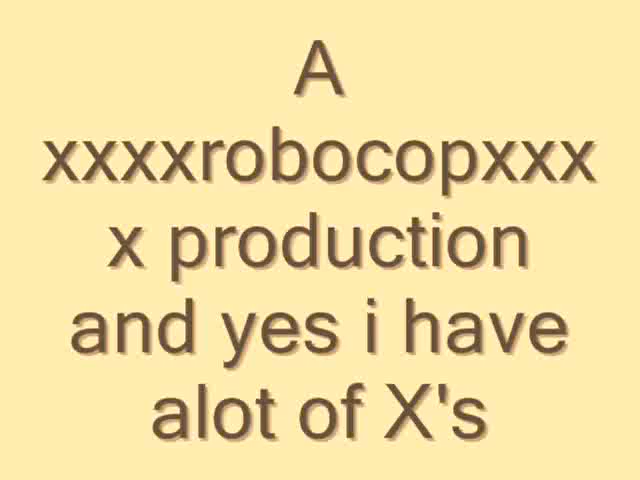 A
xxxxrobocopxxx
x production
and yes i have
alot of X's